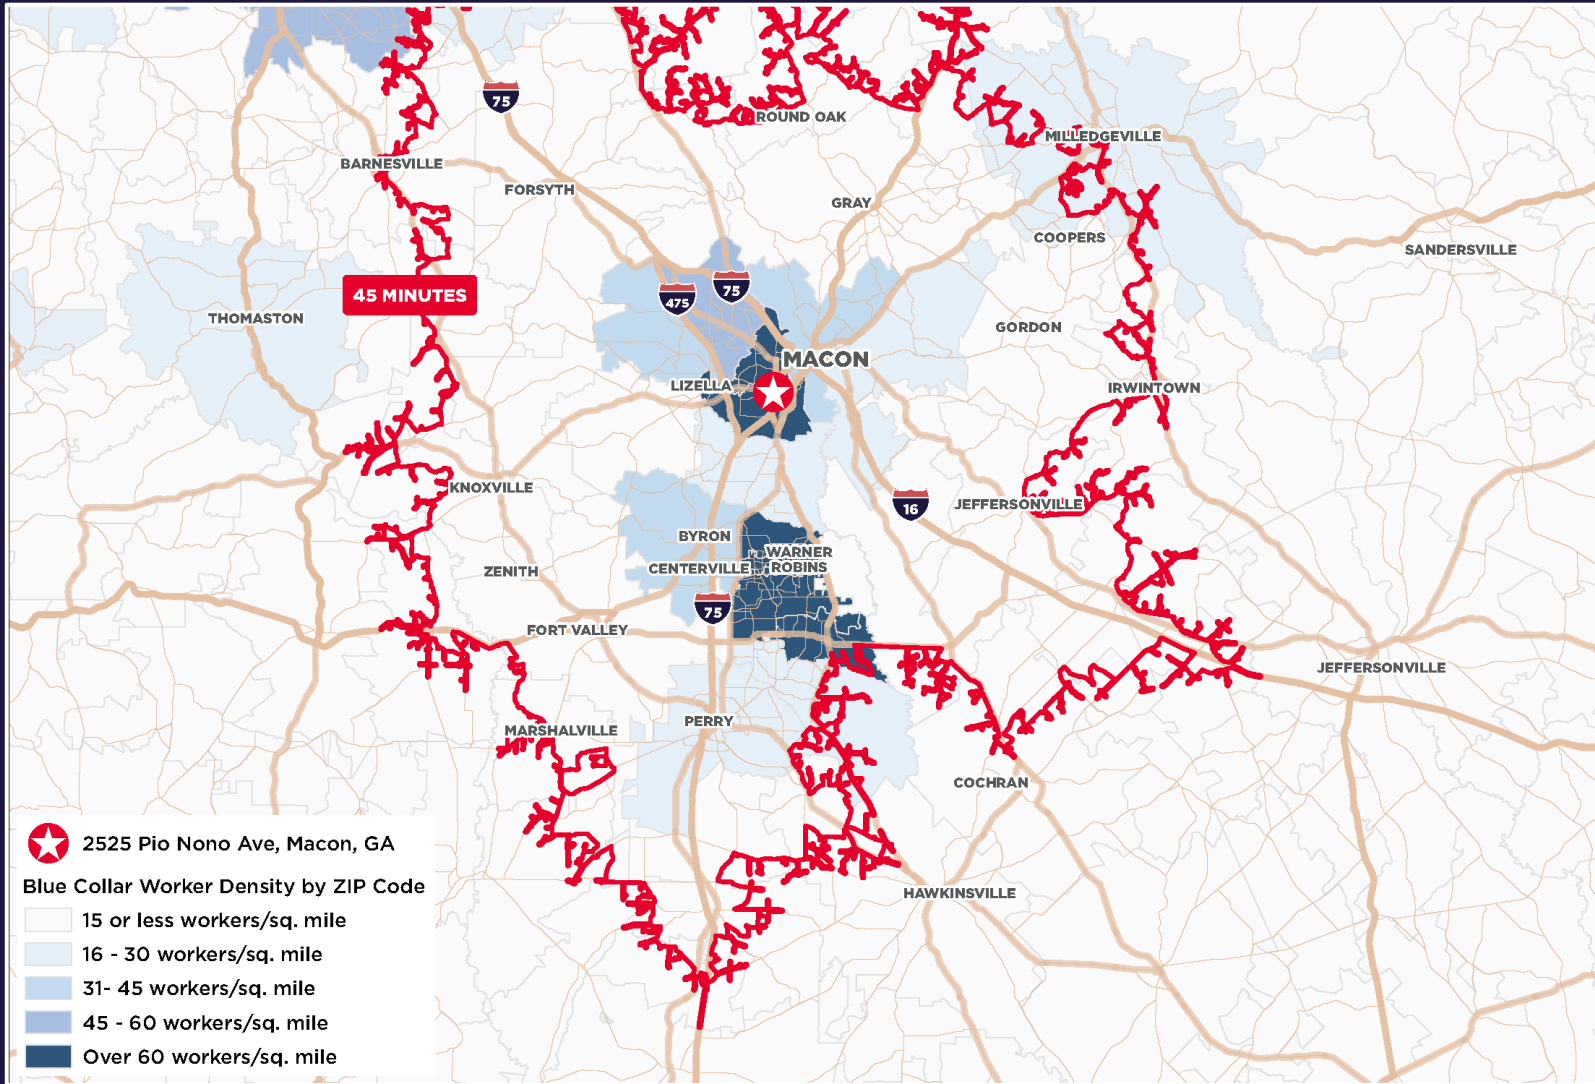 75
ROUND OAK
MILLEDGEVILLE
BARNESVILLE
FORSYTH
GRAY
COOPERS
SANDERSVILLE
45 MINUTES
475
75
THOMASTON
GORDON
MACON
LIZELLA
IRWINTOWN
KNOXVILLE
16
JEFFERSONVILLE
BYRON
WARNER
ROBINS
CENTERVILLE
ZENITH
75
FORT VALLEY
JEFFERSONVILLE
PERRY
MARSHALVILLE
COCHRAN
HAWKINSVILLE
2525 Pio Nono Ave, Macon, GA
Blue Collar Worker Density by ZIP Code
15 or less workers/sq. mile
16 - 30 workers/sq. mile
31- 45 workers/sq. mile
45 - 60 workers/sq. mile
Over 60 workers/sq. mile